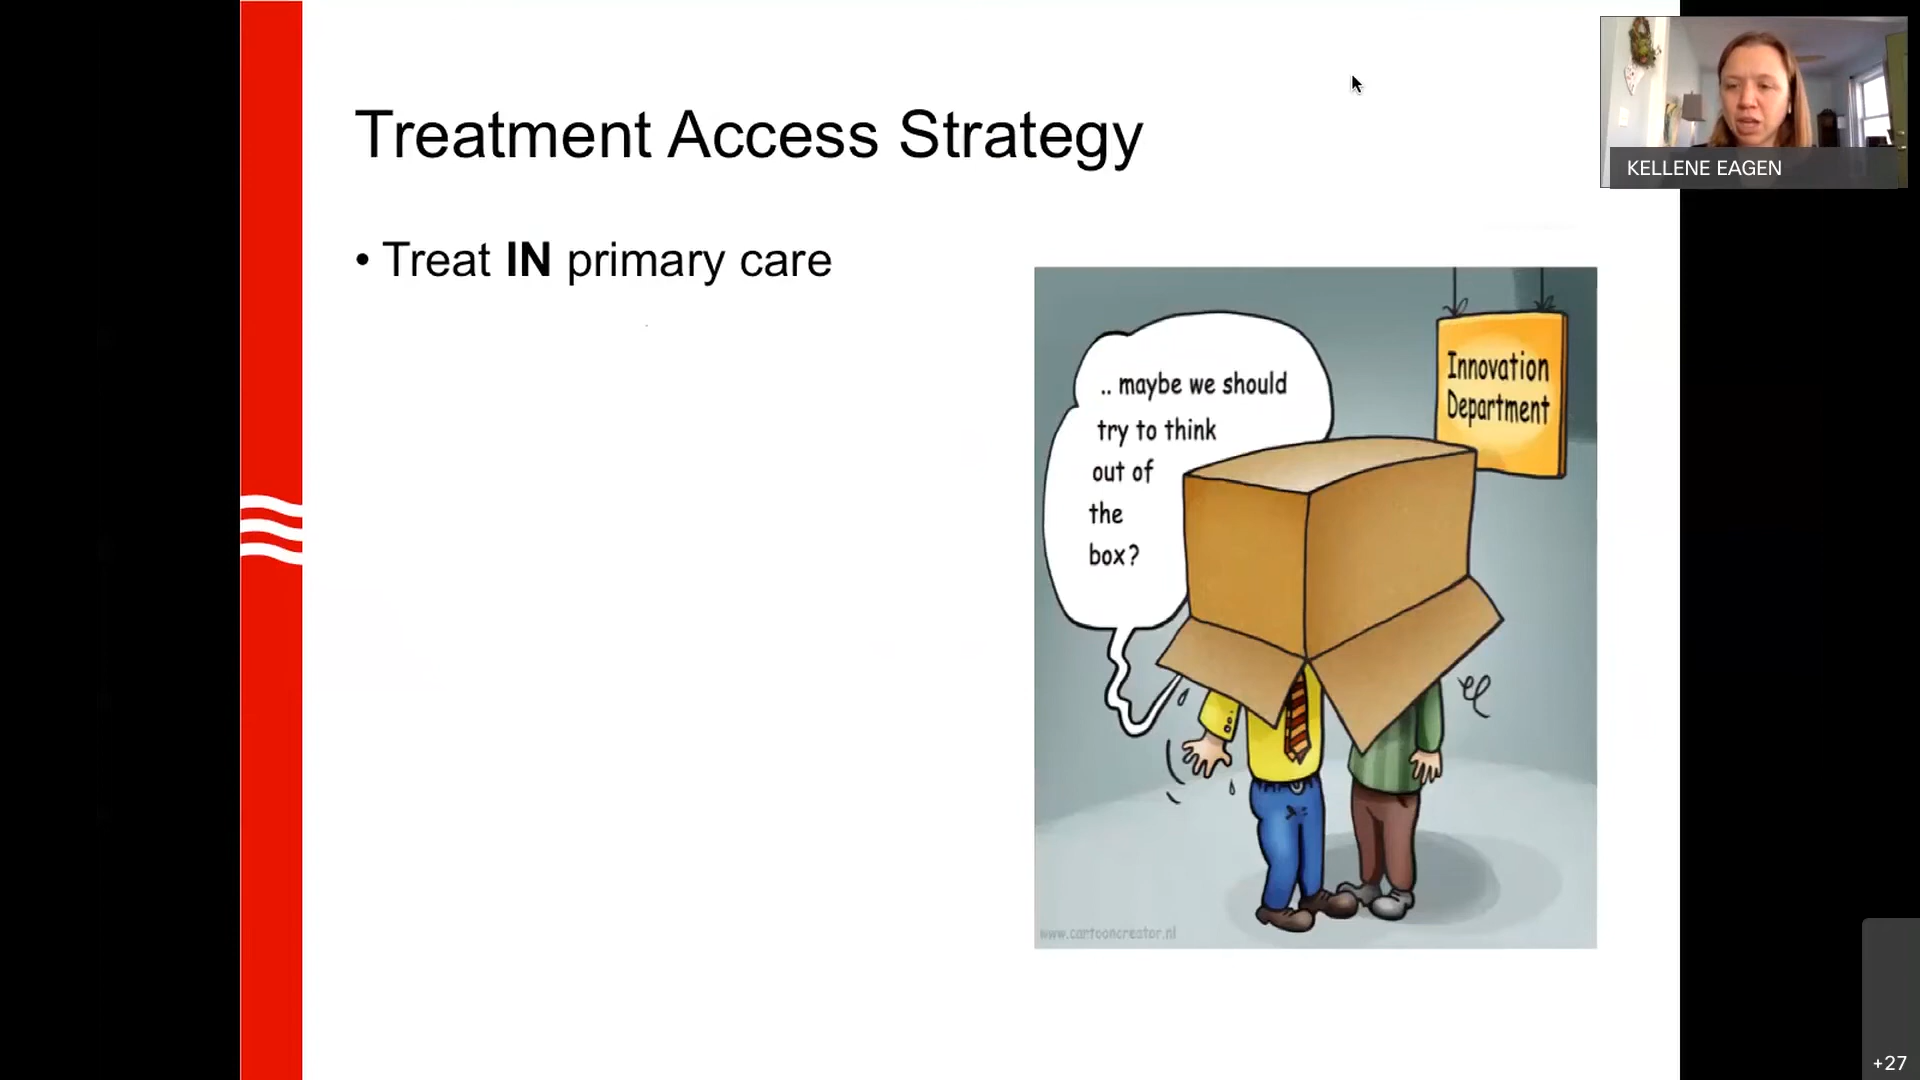 Treatment Access Strategy
• Treat IN primary care
.. maybe we should
try to think
out of
the
box?
Innovation
Department
www.cartooncreator.nl
KELLENE EAGEN
+27